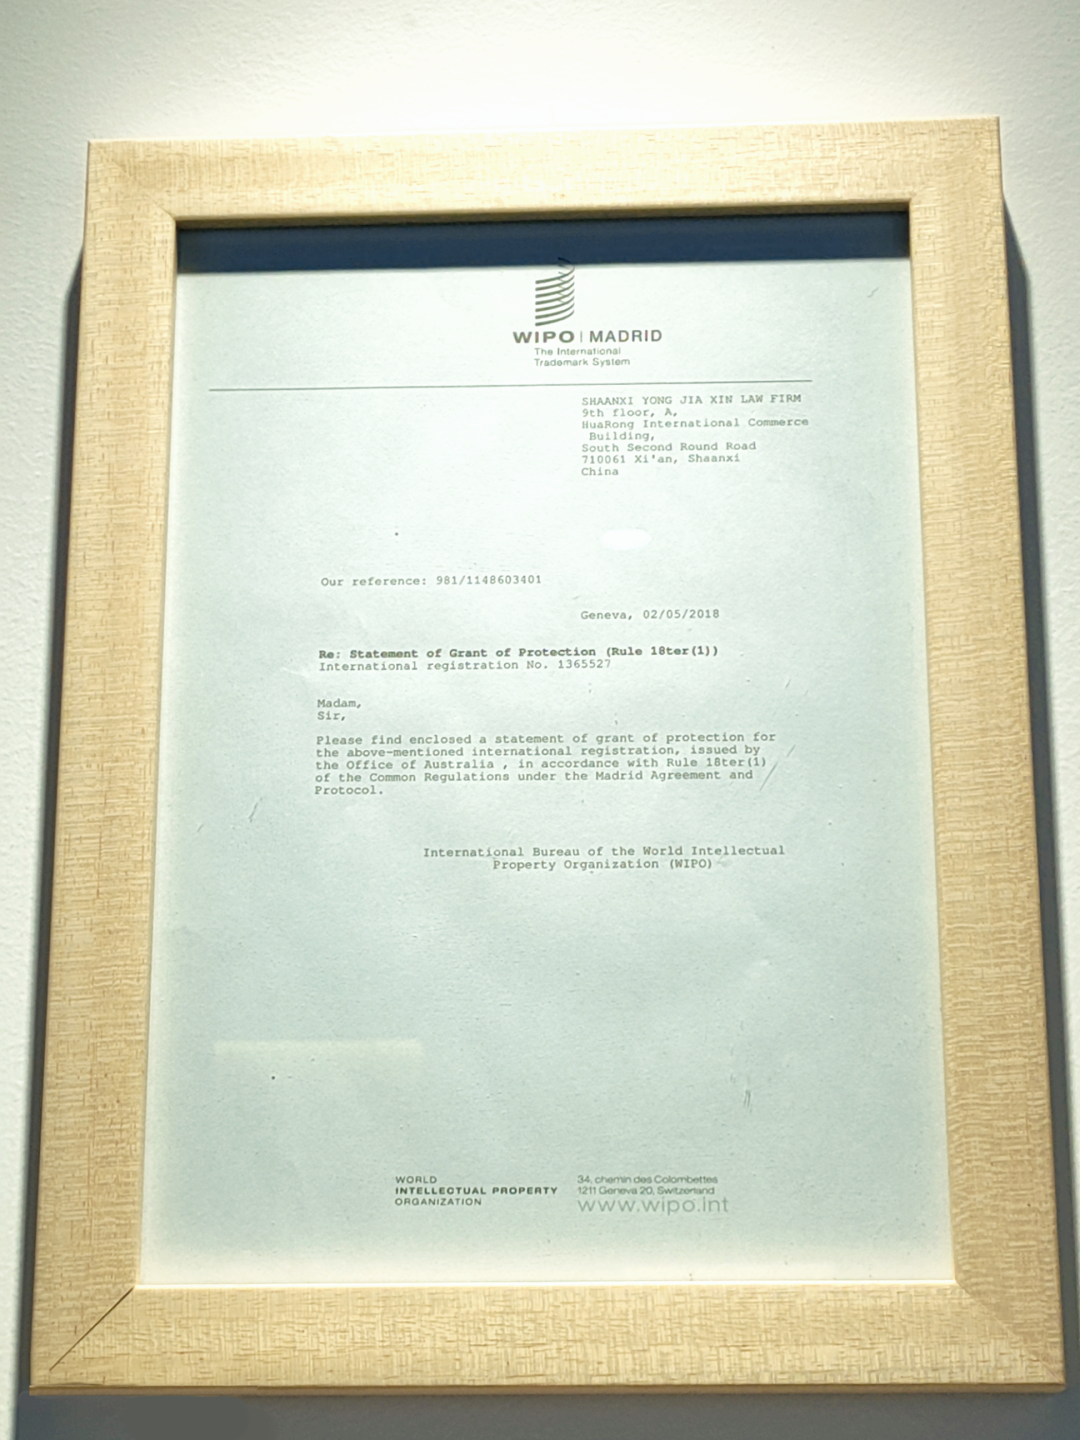 WIPO | MADRID
The International
Trademark System
SHAANXI YONG JIA XIN LAW FIRM
9th floor, A,
HuaRong International Commerce
Building,
South Second Round Road
710061 Xi'an, Shaanxi
China
Our reference: 981/1148603401
Geneva, 02/05/2018
Re: Statement of Grant of Protection (Rule 18ter(1))
International registration No. 1365527
Madam,
Sir,
Please find enclosed a statement of grant of protection for
the above-mentioned international registration, issued by
the Office of Australia , in accordance with Rule 18ter(1)
of the Common Regulations under the Madrid Agreement and
Protocol.
International Bureau of the World Intellectual
Property Organization (WIPO)
WORLD
INTELLECTUAL PROPERTY
ORGANIZATION
34, chemin des Colombettes
1211 Geneva 20, Switzerland
www.wipo.int